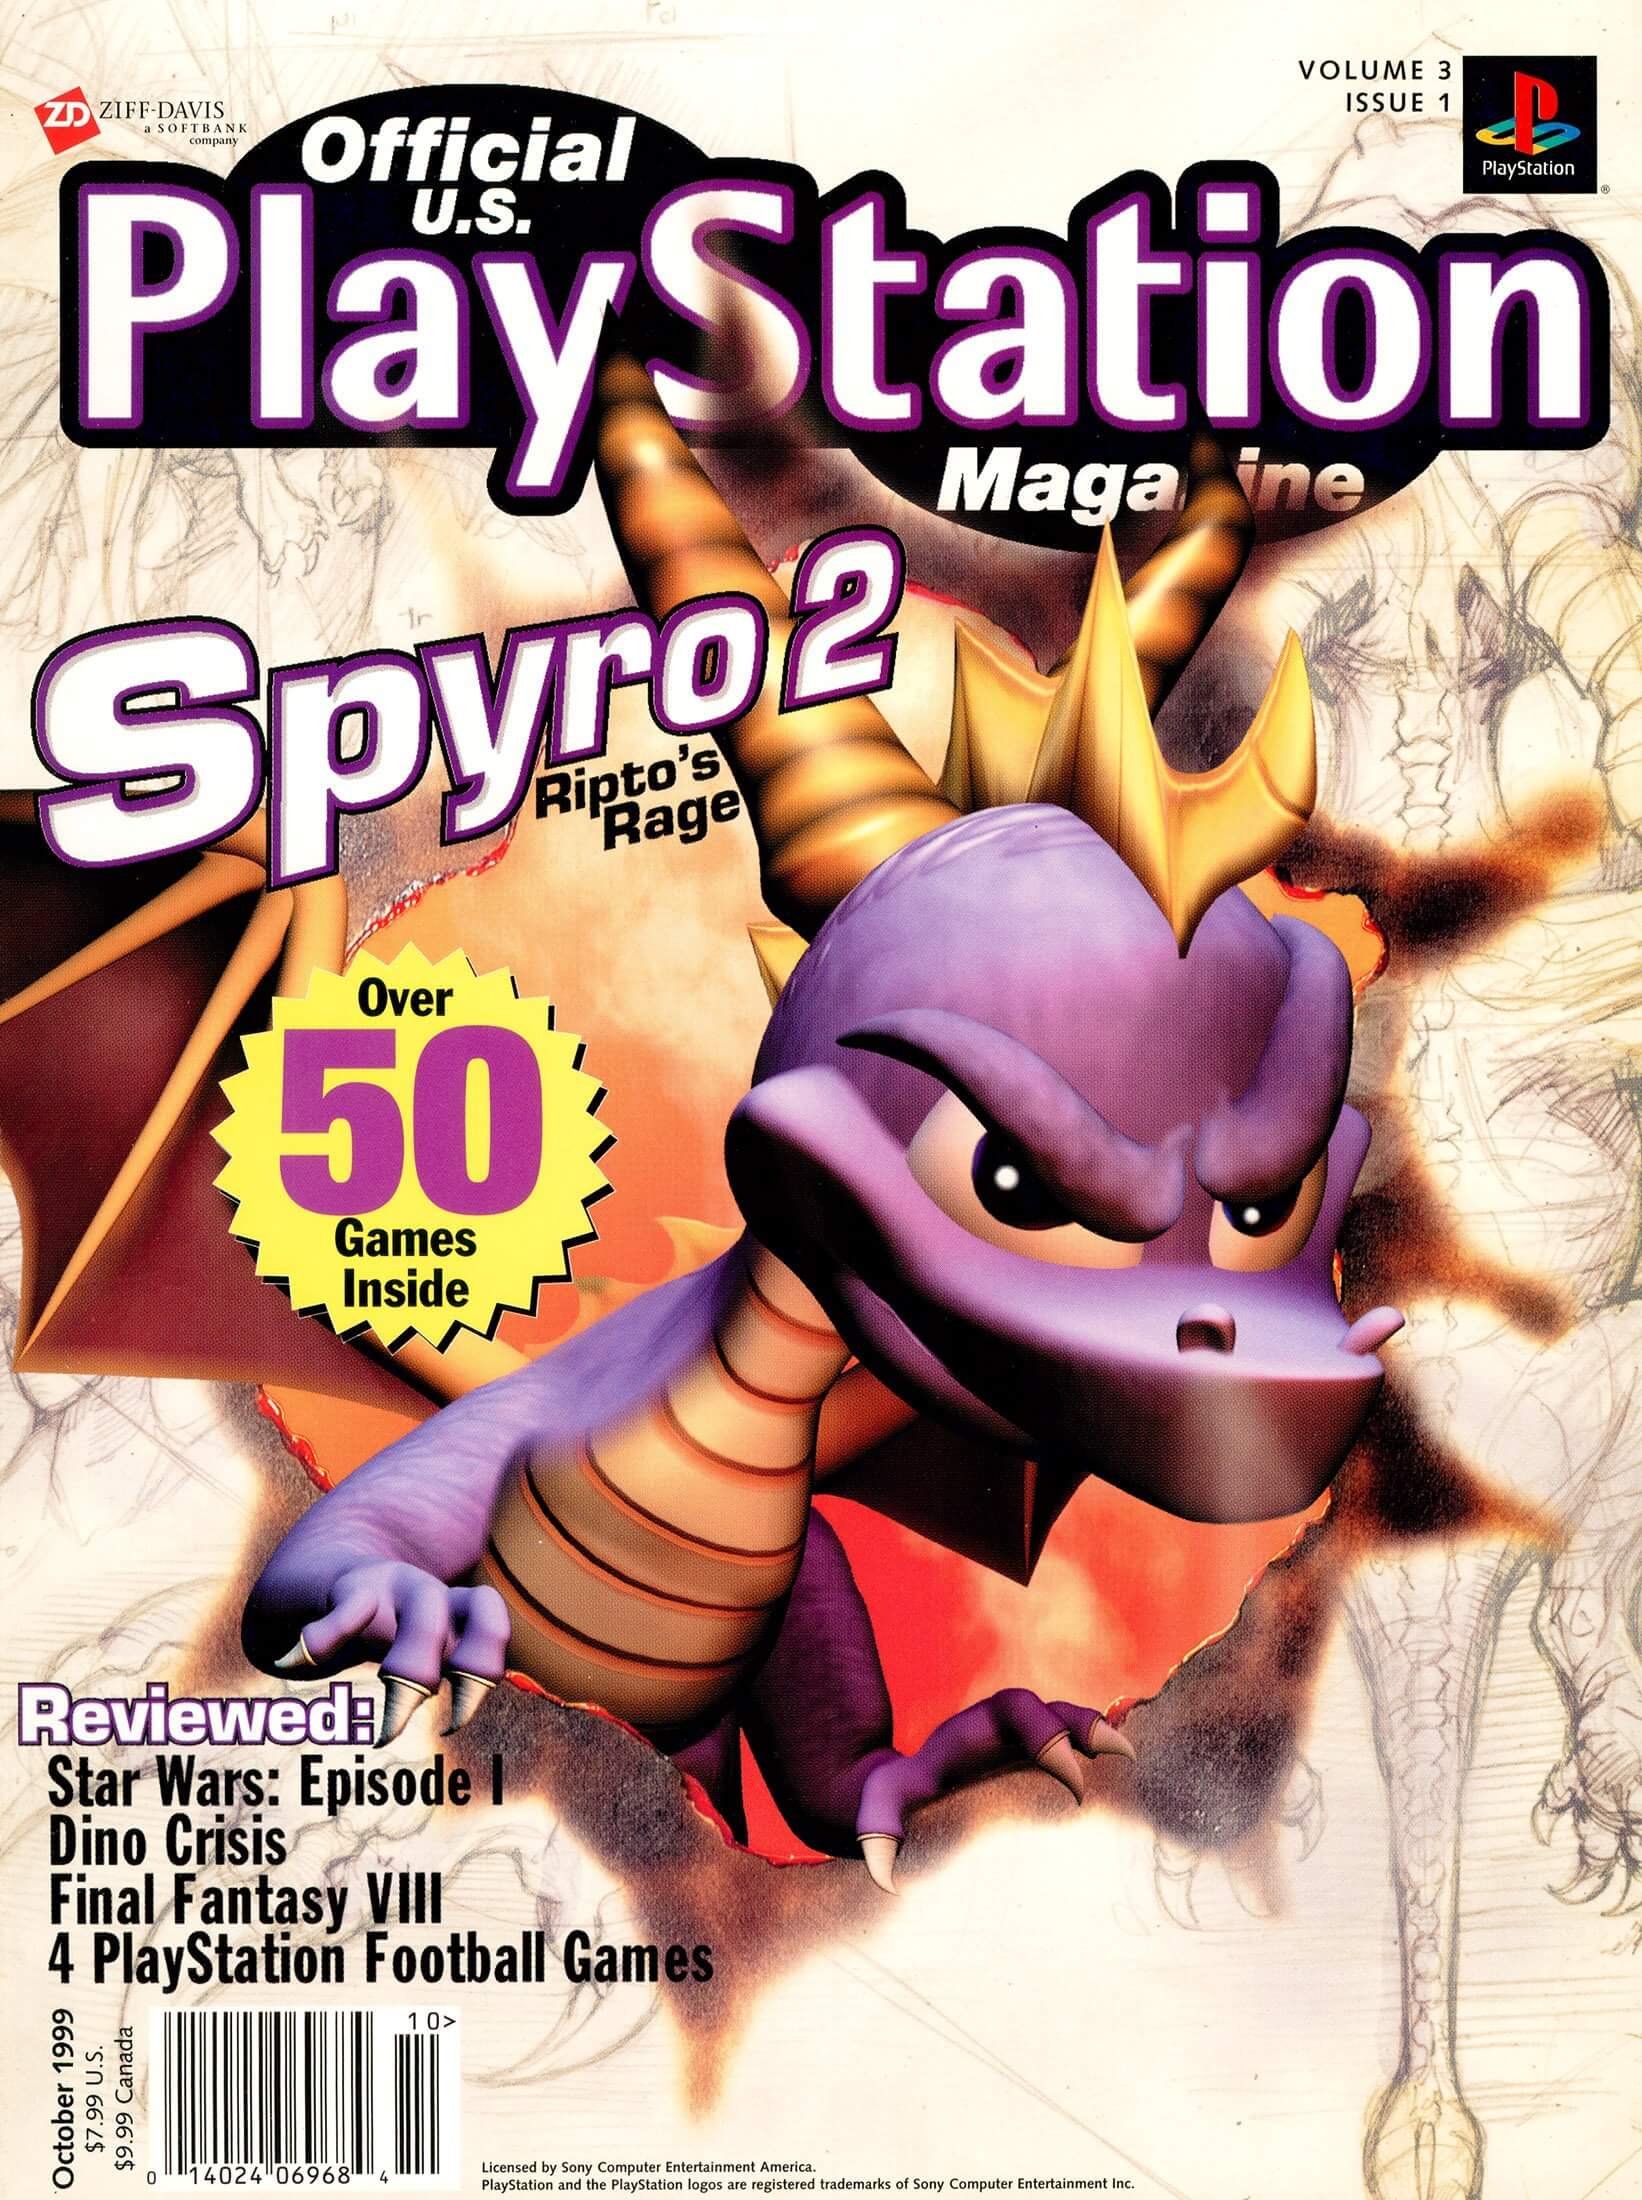 ZD ZIFF-DAVIS
a SOFTBANK
company
VOLUME 3
ISSUE 1
PlayStation
®
Official
U.S.
PlayStation
Magazine
Spyro 2
Ripto's
Rage
Over
50
Games
Inside
Reviewed:
Star Wars: Episode I
Dino Crisis
Final Fantasy VIII
4 PlayStation Football Games
October 1999
$7.99 U.S.
$9.99 Canada
10>
0 14024 06968 4
Licensed by Sony Computer Entertainment America.
PlayStation and the PlayStation logos are registered trademarks of Sony Computer Entertainment Inc.